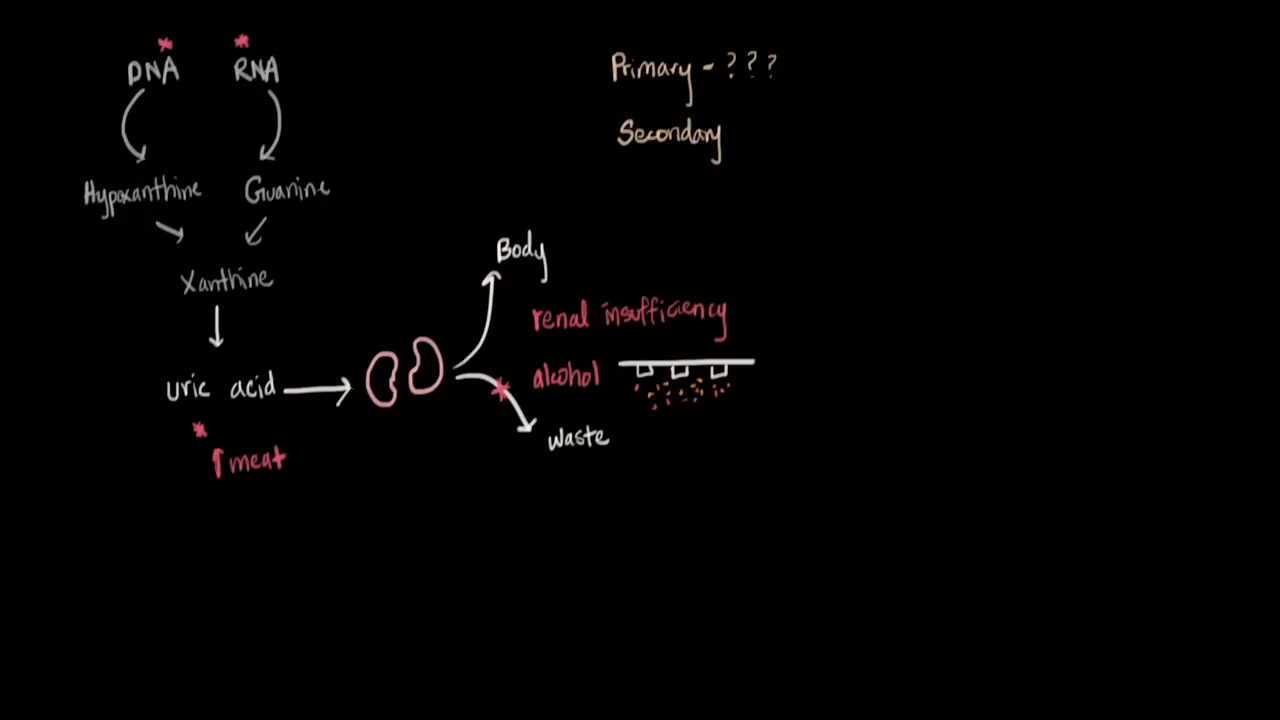 DNA RNA
Hypoxanthine Guanine
Xanthine
uric acid
meat
Primary - ???
Secondary
Body
renal insufficiency
alcohol
waste